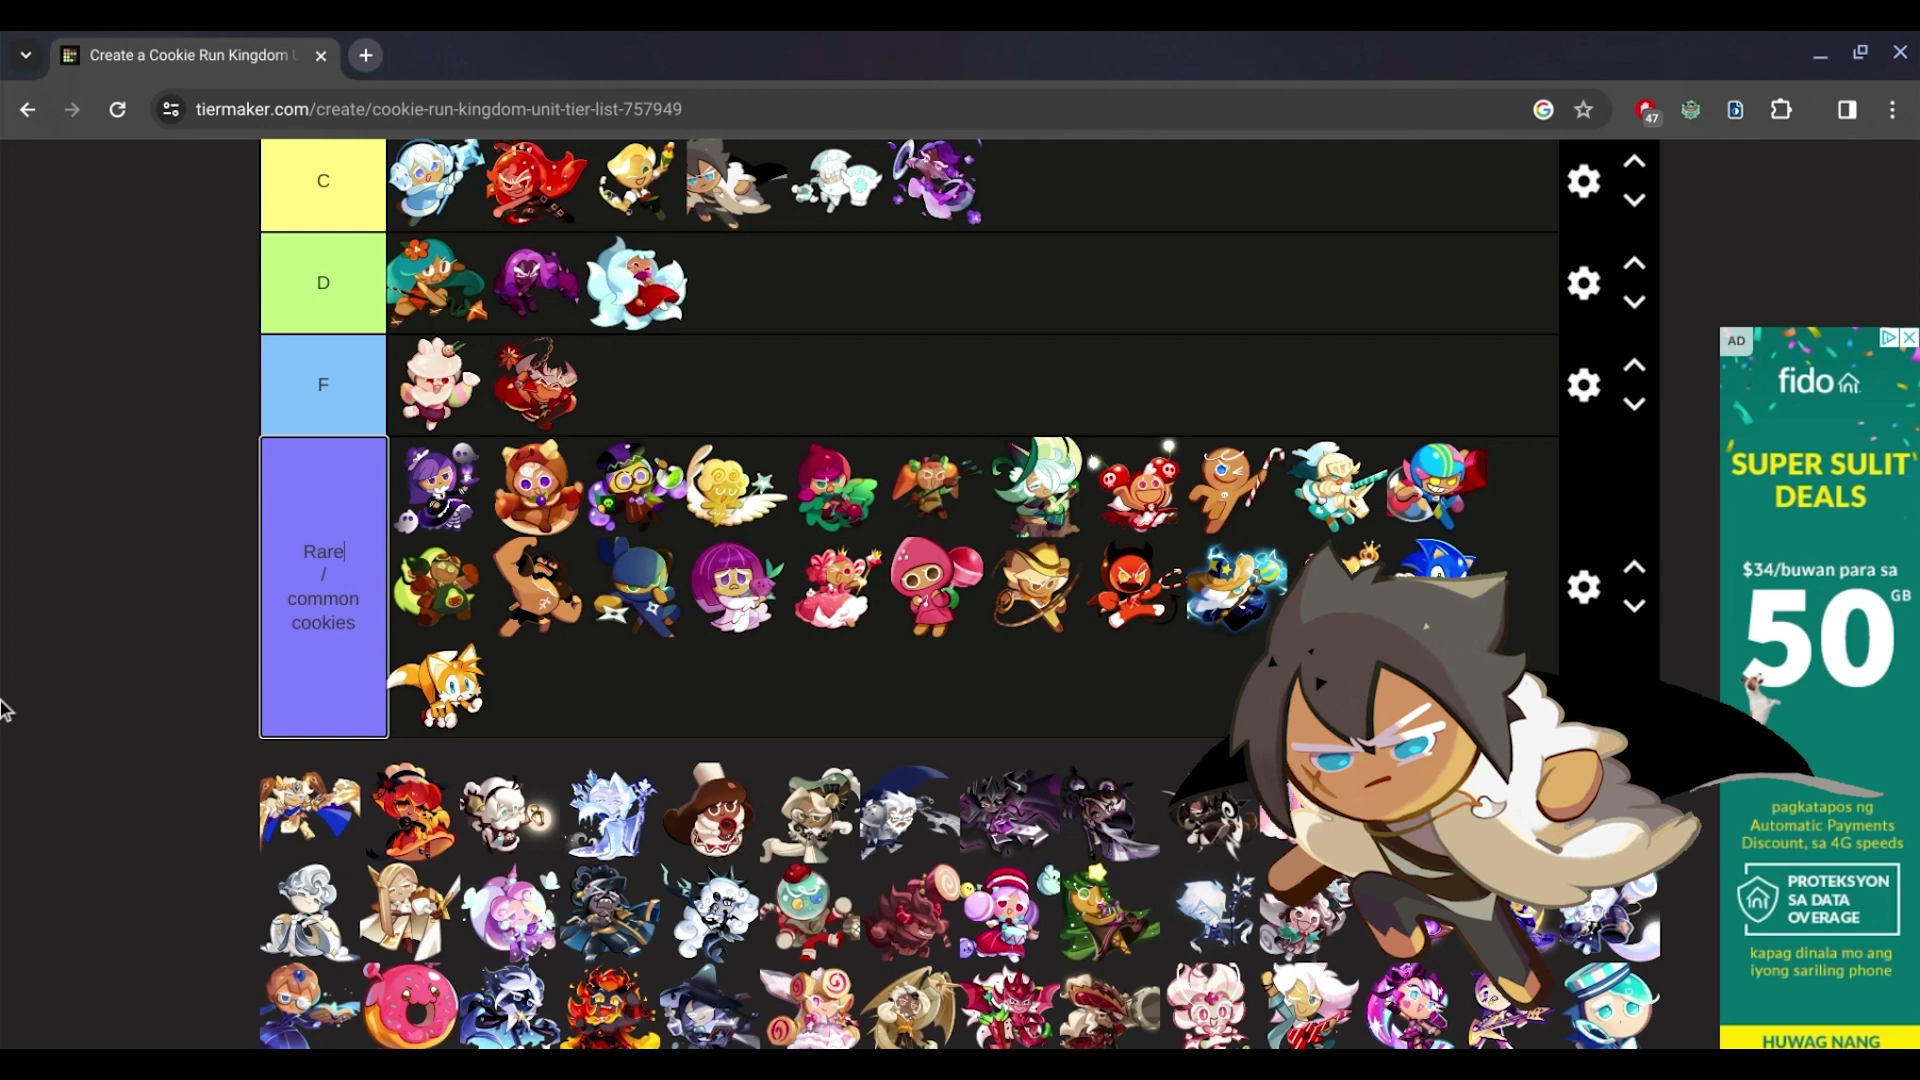 Create a Cookie Run Kingdom
tiermaker.com/create/cookie-run-kingdom-unit-tier-list-757949
47
C
D
F
Rare
/
common
cookies
AD
fido
SUPER SULIT
DEALS
$34/buwan para sa
50 GB
pagkatapos ng
Automatic Payments
Discount, sa 4G speeds
PROTEKSYON
SA DATA
OVERAGE
kapag dinala mo ang
iyong sariling phone
HUWAG NANG